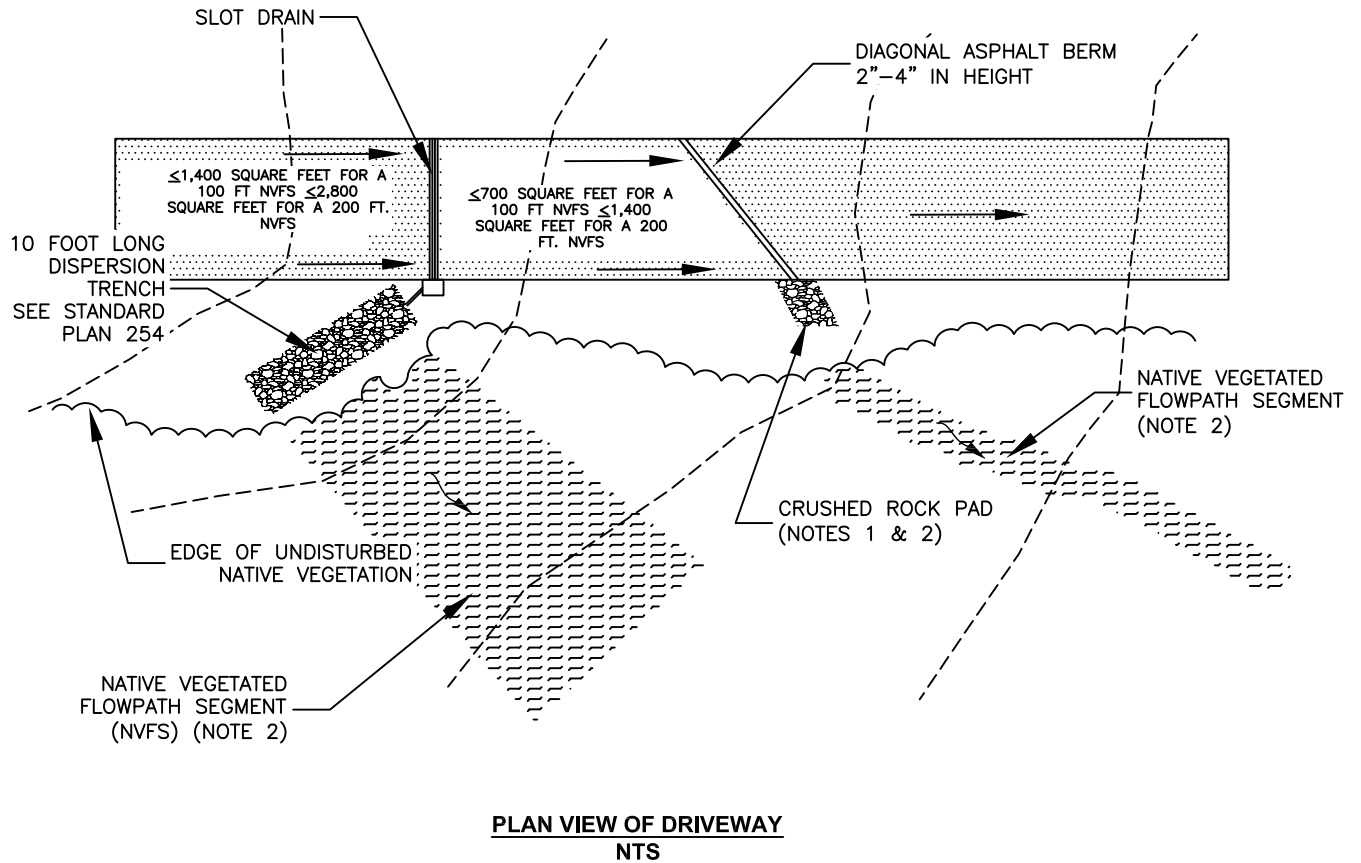 SLOT DRAIN
DIAGONAL ASPHALT BERM
2”–4” IN HEIGHT
≤1,400 SQUARE FEET FOR A
100 FT NVFS ≤2,800
SQUARE FEET FOR A 200 FT.
NVFS
≤700 SQUARE FEET FOR A
100 FT NVFS ≤1,400
SQUARE FEET FOR A 200
FT. NVFS
10 FOOT LONG
DISPERSION
TRENCH
SEE STANDARD
PLAN 254
NATIVE VEGETATED
FLOWPATH SEGMENT
(NOTE 2)
CRUSHED ROCK PAD
(NOTES 1 & 2)
EDGE OF UNDISTURBED
NATIVE VEGETATION
NATIVE VEGETATED
FLOWPATH SEGMENT
(NVFS) (NOTE 2)
PLAN VIEW OF DRIVEWAY
NTS